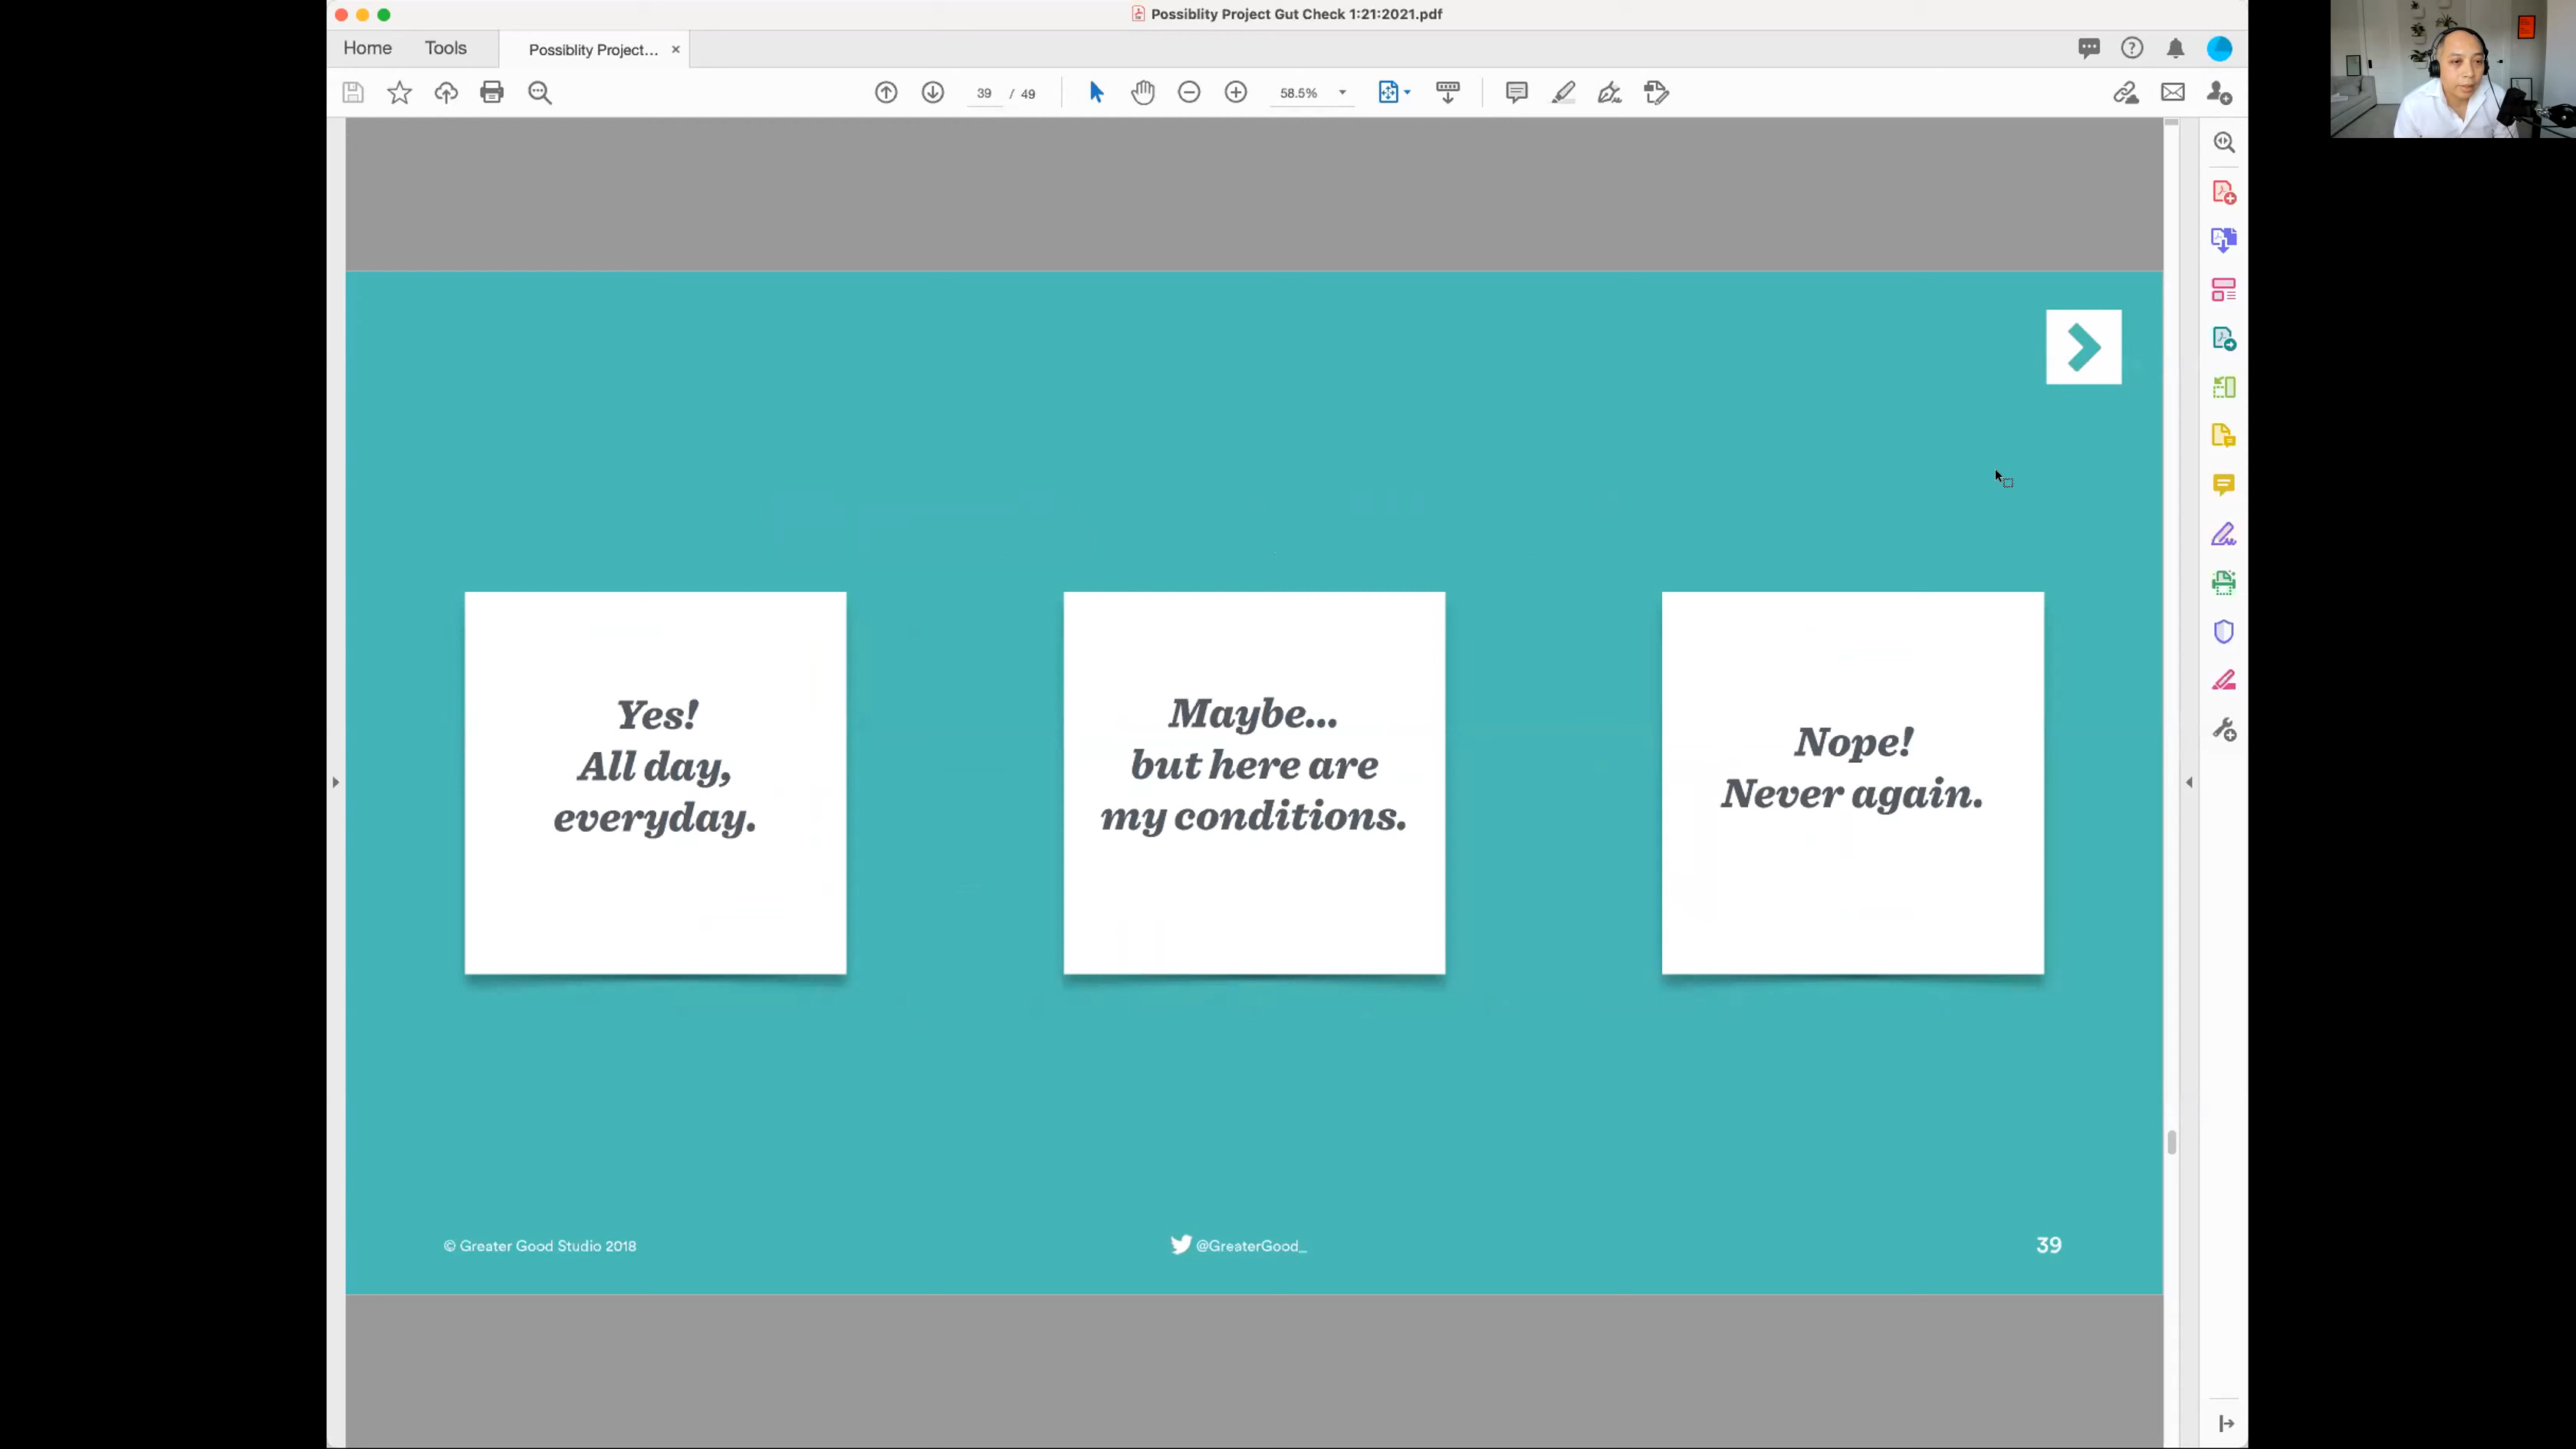 Possiblity Project Gut Check 1:21:2021.pdf
Home
Tools
Possiblity Project...
39 / 49
58.5%
Yes!
All day,
everyday.
Maybe...
but here are
my conditions.
Nope!
Never again.
© Greater Good Studio 2018
@GreaterGood_
39